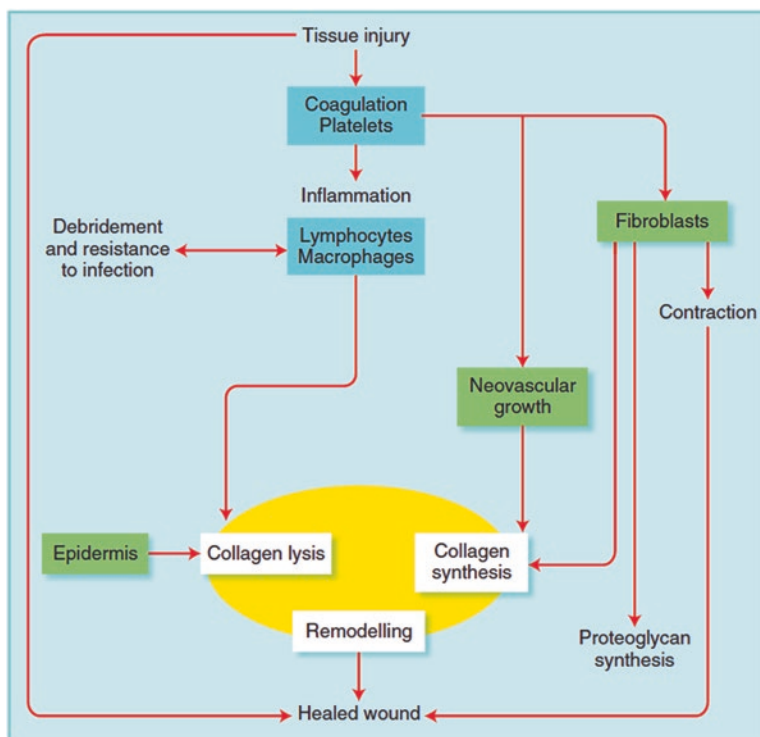 Tissue injury
Coagulation
Platelets
Inflammation
Debridement
and resistance
to infection
Lymphocytes
Macrophages
Fibroblasts
Contraction
Neovascular
growth
Epidermis
Collagen lysis
Collagen
synthesis
Remodelling
Proteoglycan
synthesis
Healed wound